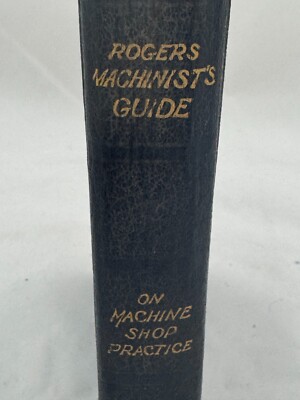 ROGERS
MACHINIST'S
GUIDE
ON
MACHINE
SHOP
PRACTICE